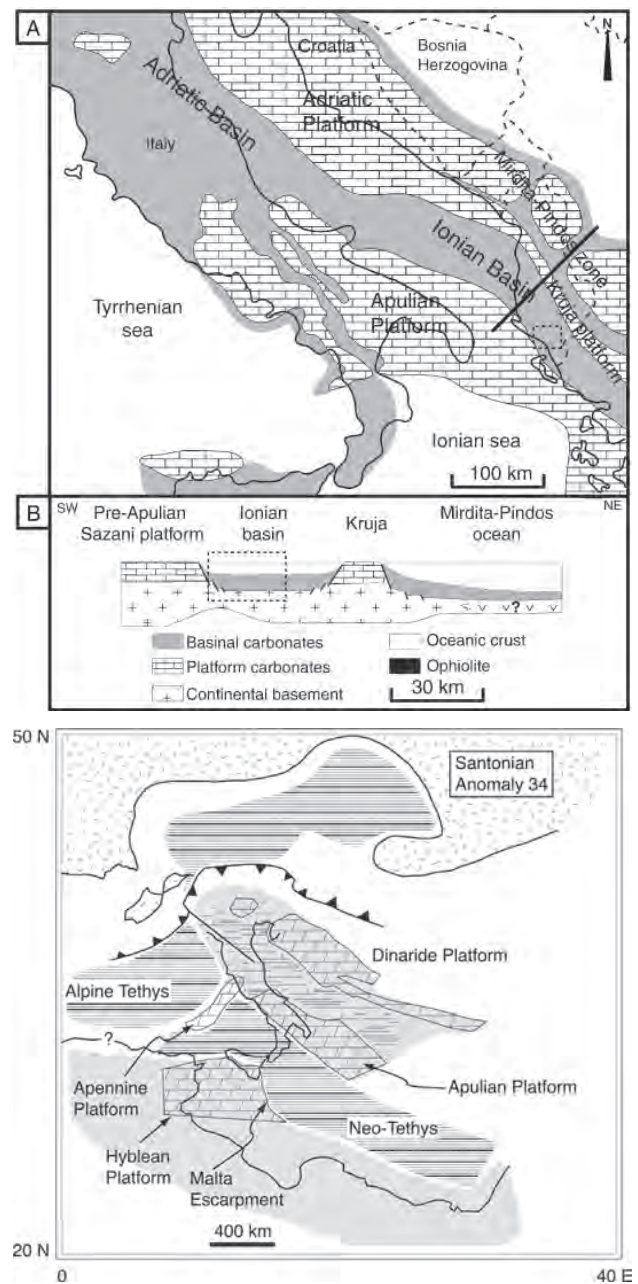 A
N
Croatia
Bosnia
Herzogovina
Adriatic Basin
Adriatic
Platform
Italy
Mirdita-Pindos zone
Ionian Basin
Kruja platform
Apulian
Platform
Tyrrhenian
sea
Ionian sea
100 km
B
SW
NE
Pre-Apulian
Sazani platform
Ionian
basin
Kruja
Mirdita-Pindos
ocean
?
Basinal carbonates
Oceanic crust
Platform carbonates
Ophiolite
Continental basement
30 km
50 N
Santonian
Anomaly 34
Dinaride Platform
Alpine Tethys
?
Apennine
Platform
Apulian Platform
Neo-Tethys
Hyblean
Platform
Malta
Escarpment
400 km
20 N
0
40 E